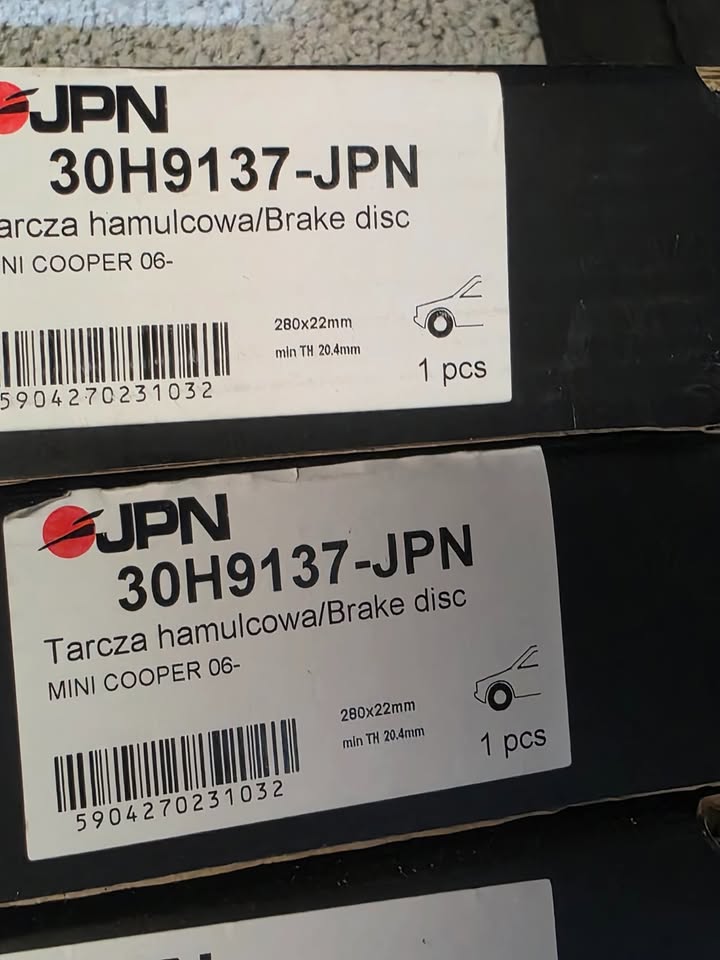 JPN
30H9137-JPN
arcza hamulcowa/Brake disc
NI COOPER 06-
280x22mm
min TH 20.4mm
1 pcs
5904270231032
JPN
30H9137-JPN
Tarcza hamulcowa/Brake disc
MINI COOPER 06-
280x22mm
min TH 20.4mm
1 pcs
5904270231032